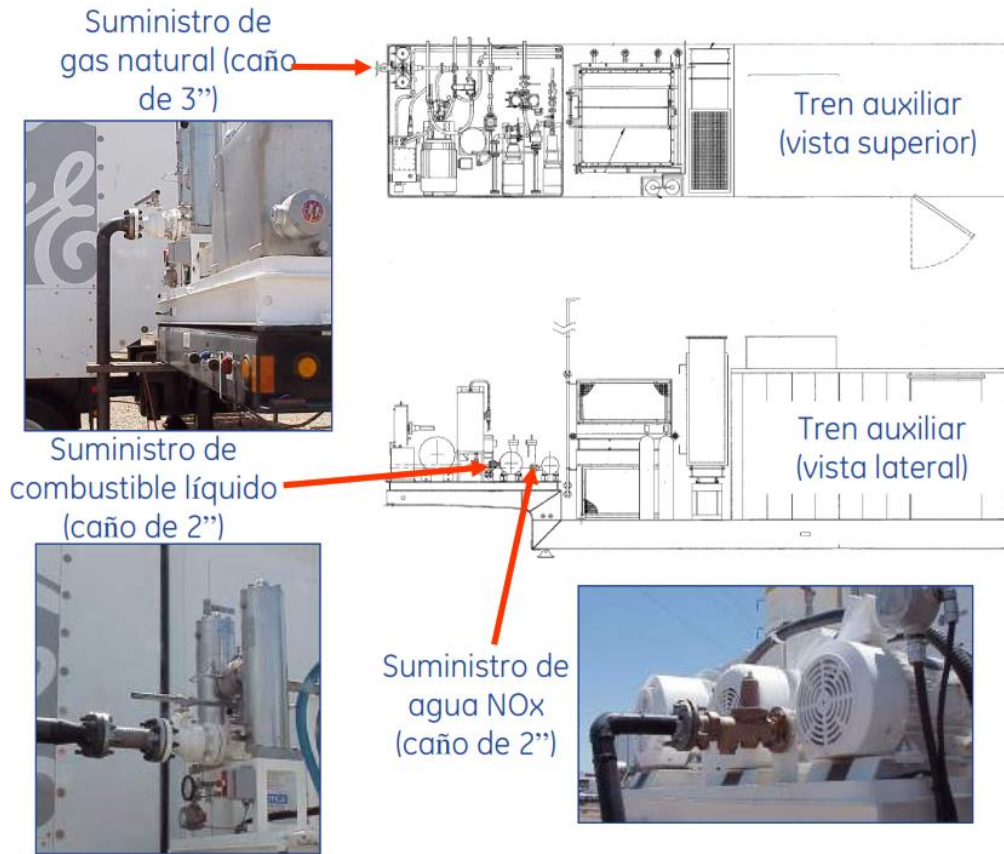 Suministro de
gas natural (caño
de 3”)
Tren auxiliar
(vista superior)
Suministro de
combustible líquido
(caño de 2”)
Tren auxiliar
(vista lateral)
Suministro de
agua NOx
(caño de 2”)